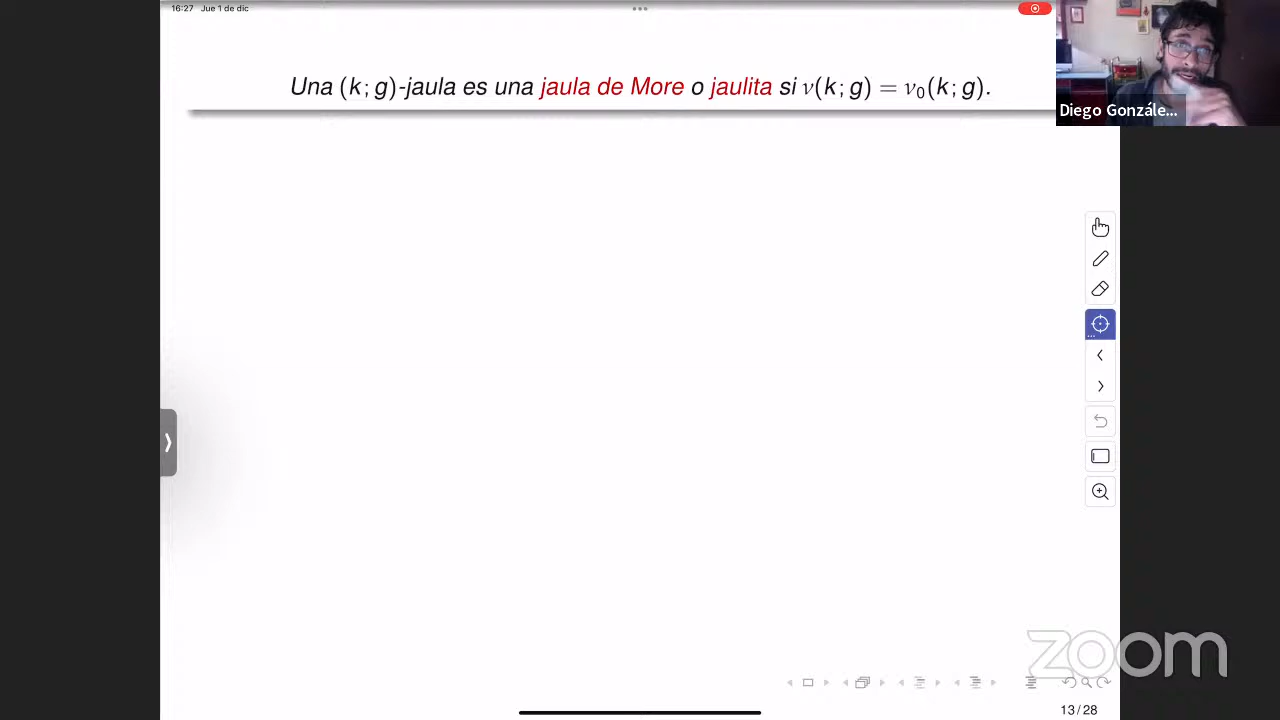 16:27 Jue 1 de dic
Una (k; g)-jaula es una jaula de More o jaulita si ν(k; g) = ν₀(k; g).
Diego Gonzále...
zoom
13/28